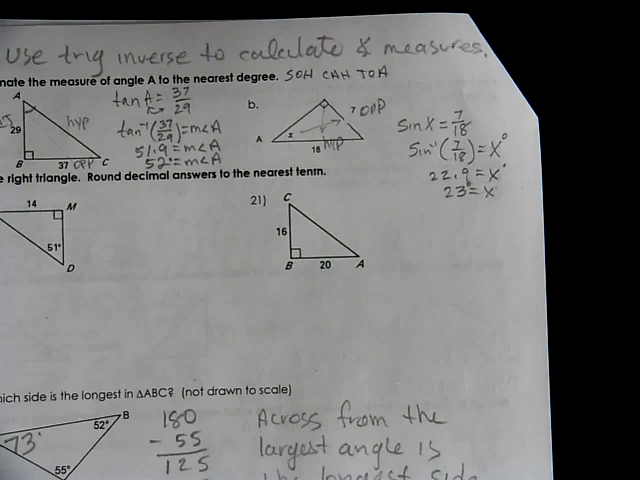 Use trig inverse to calculate ∡ measures.
nate the measure of angle A to the nearest degree. SOH CAH TOA
A
29
hyp
B
37 opp
C
tan A = 37/29
tan⁻¹(37/29) = m∠A
51.9 = m∠A
52° = m∠A
b.
A
x
7 opp
18 hyp
sin x = 7/18
sin⁻¹(7/18) = x°
22.9 = x°
23° = x
e right triangle. Round decimal answers to the nearest tenth.
14
M
51°
D
21)
C
16
B
20
A
hich side is the longest in ΔABC? (not drawn to scale)
52°
B
73°
55°
180
- 55
125
Across from the
largest angle is
the longest side